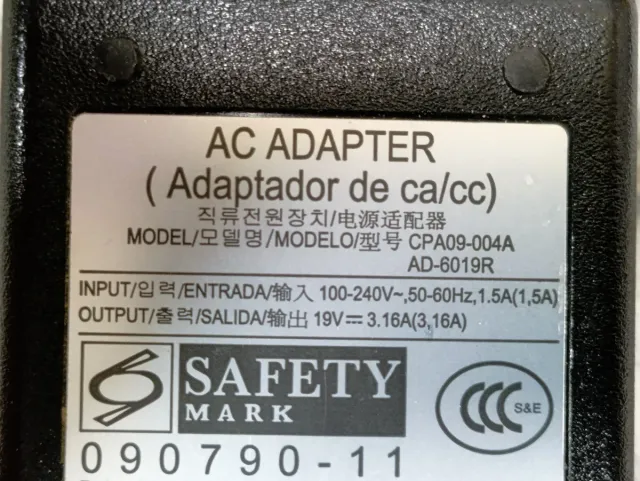 AC ADAPTER
( Adaptador de ca/cc)
직류전원장치/电源适配器
MODEL/모델명/MODELO/型号 CPA09-004A
AD-6019R
INPUT/입력/ENTRADA/输入 100-240V~,50-60Hz,1.5A(1,5A)
OUTPUT/출력/SALIDA/输出 19V⎓3.16A(3,16A)
SAFETY
MARK
CCC S&E
090790-11